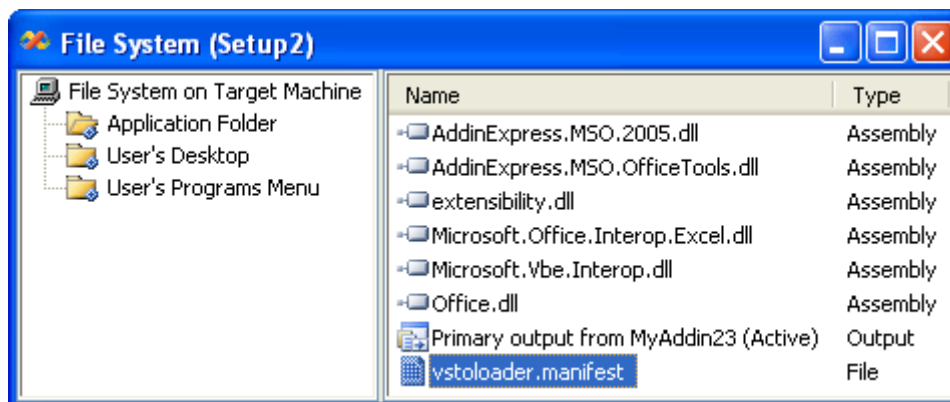 File System (Setup2)
File System on Target Machine
Application Folder
User's Desktop
User's Programs Menu
Name Type
AddinExpress.MSO.2005.dll Assembly
AddinExpress.MSO.OfficeTools.dll Assembly
extensibility.dll Assembly
Microsoft.Office.Interop.Excel.dll Assembly
Microsoft.Vbe.Interop.dll Assembly
Office.dll Assembly
Primary output from MyAddin23 (Active) Output
vstoloader.manifest File